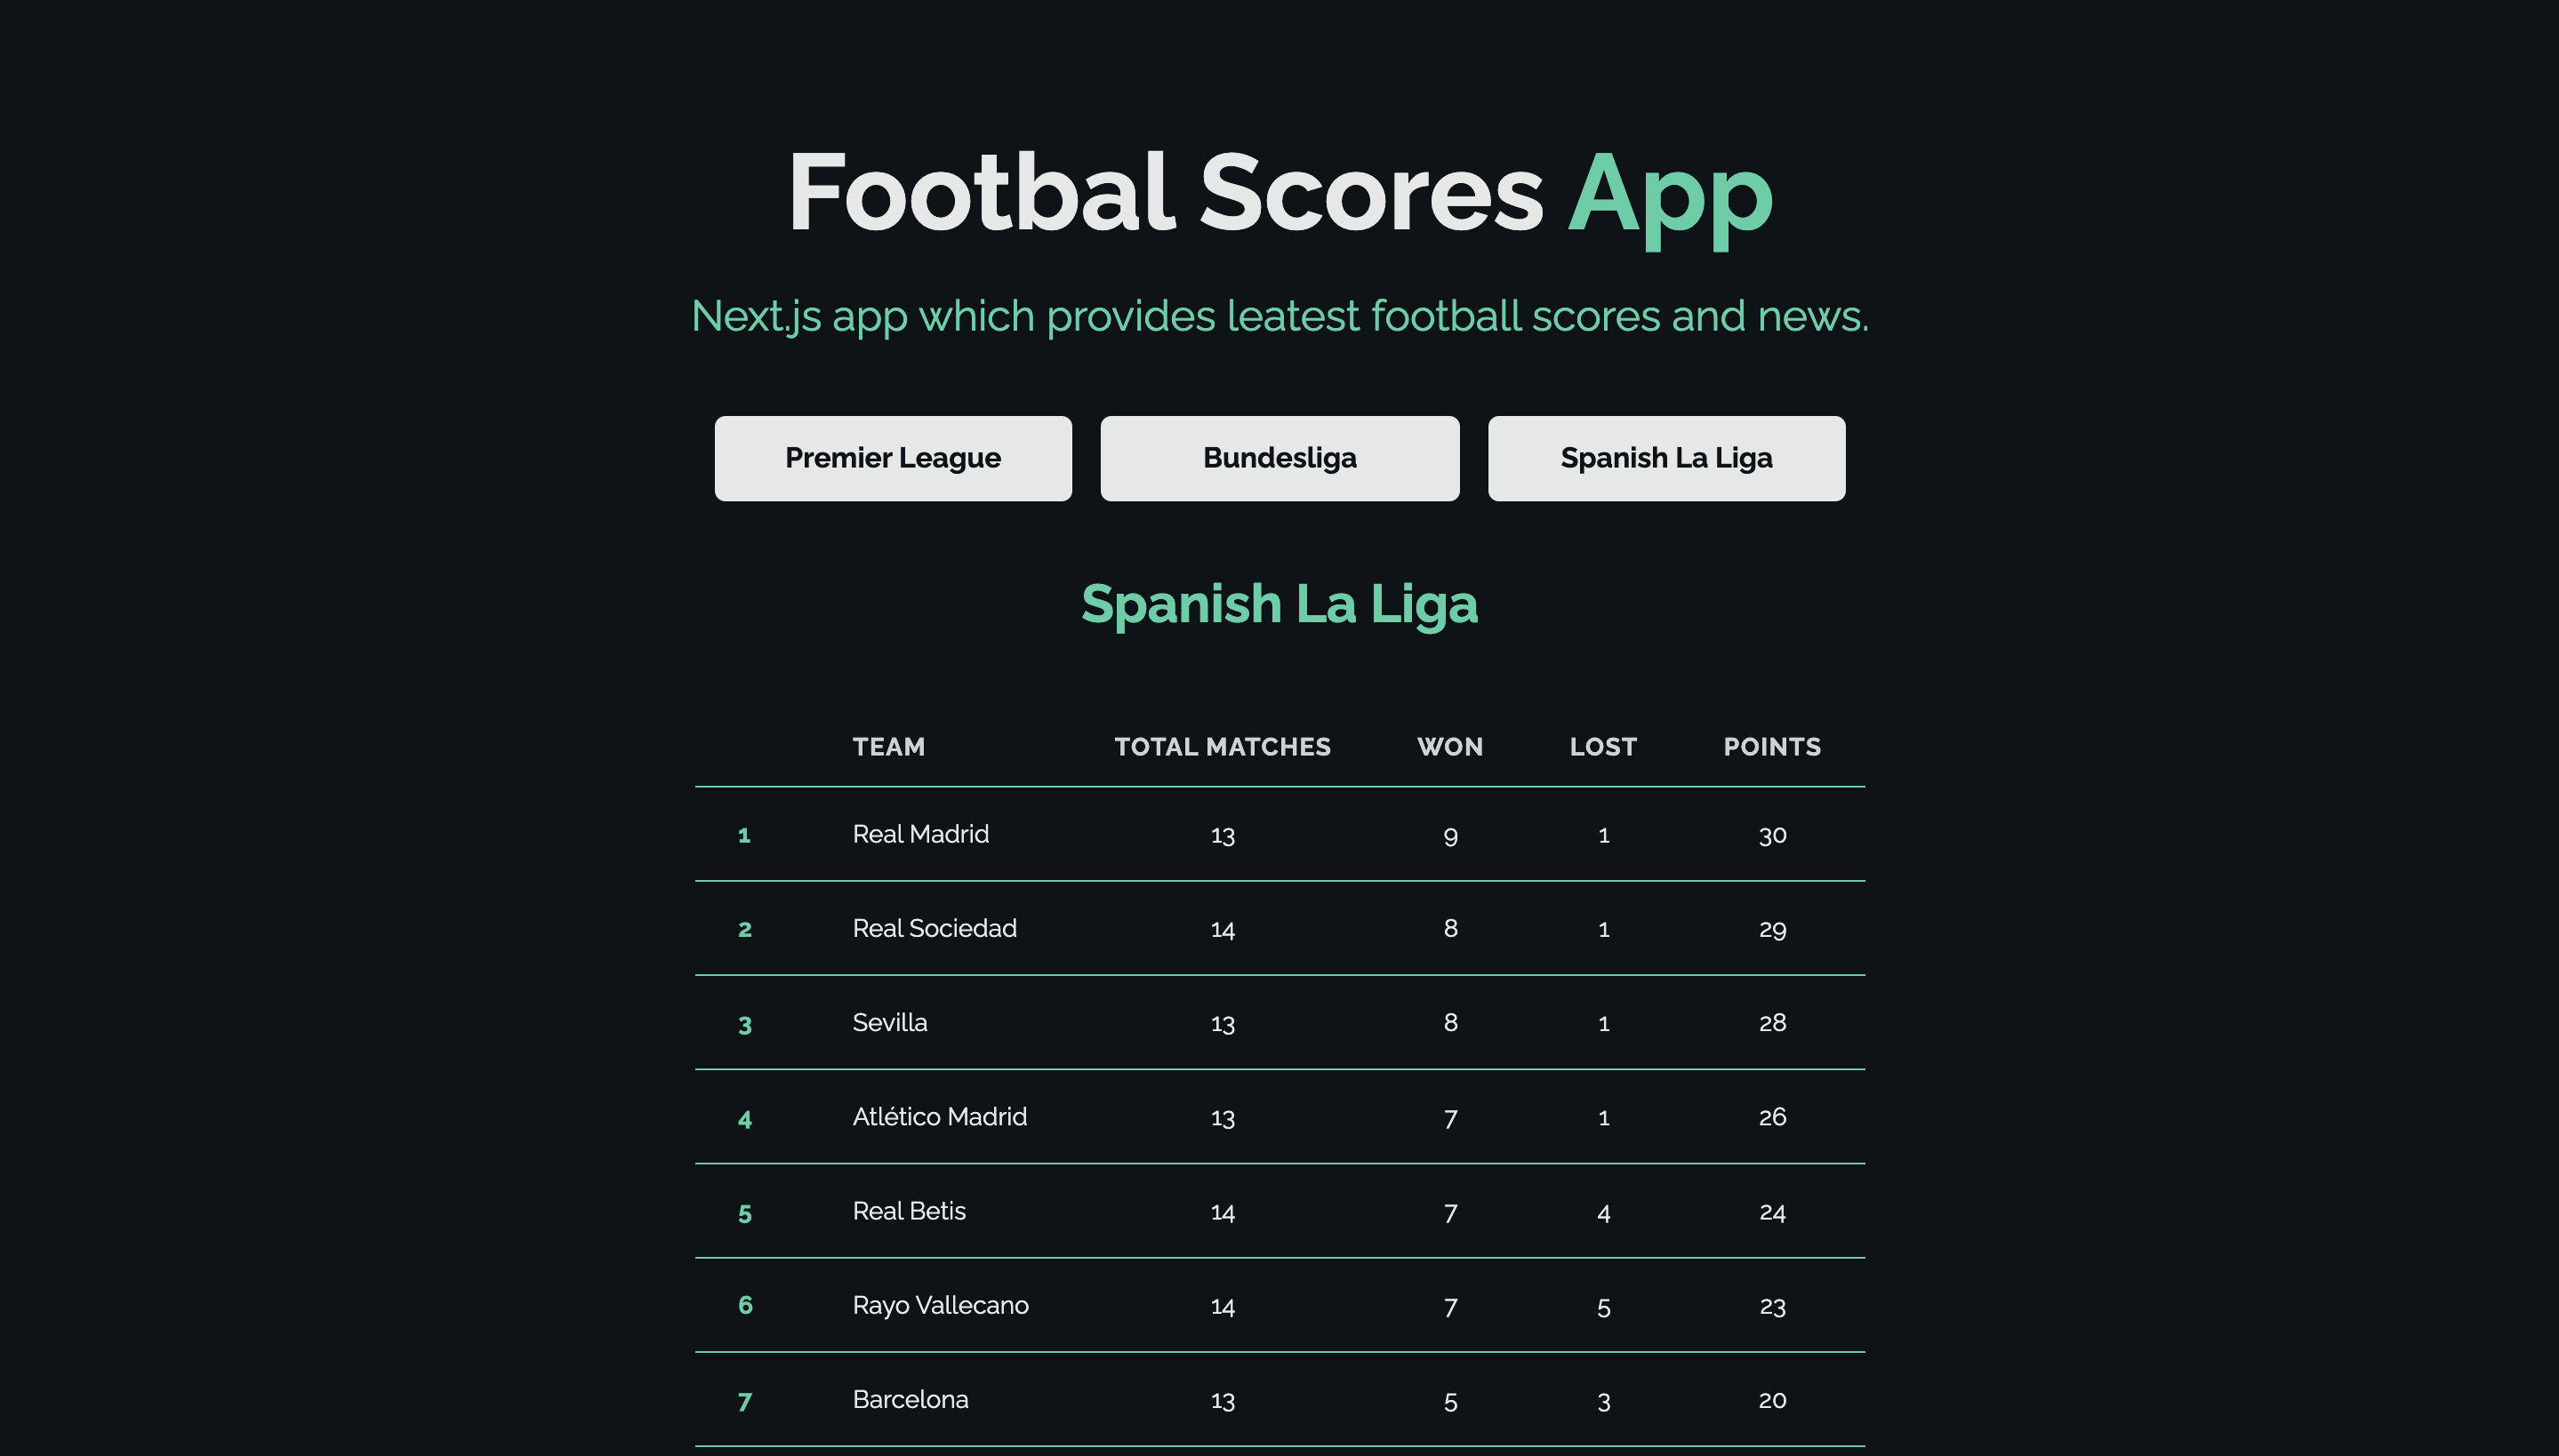 Footbal Scores App
Next.js app which provides leatest football scores and news.
Premier League Bundesliga Spanish La Liga
Spanish La Liga
TEAM TOTAL MATCHES WON LOST POINTS
1 Real Madrid 13 9 1 30
2 Real Sociedad 14 8 1 29
3 Sevilla 13 8 1 28
4 Atlético Madrid 13 7 1 26
5 Real Betis 14 7 4 24
6 Rayo Vallecano 14 7 5 23
7 Barcelona 13 5 3 20